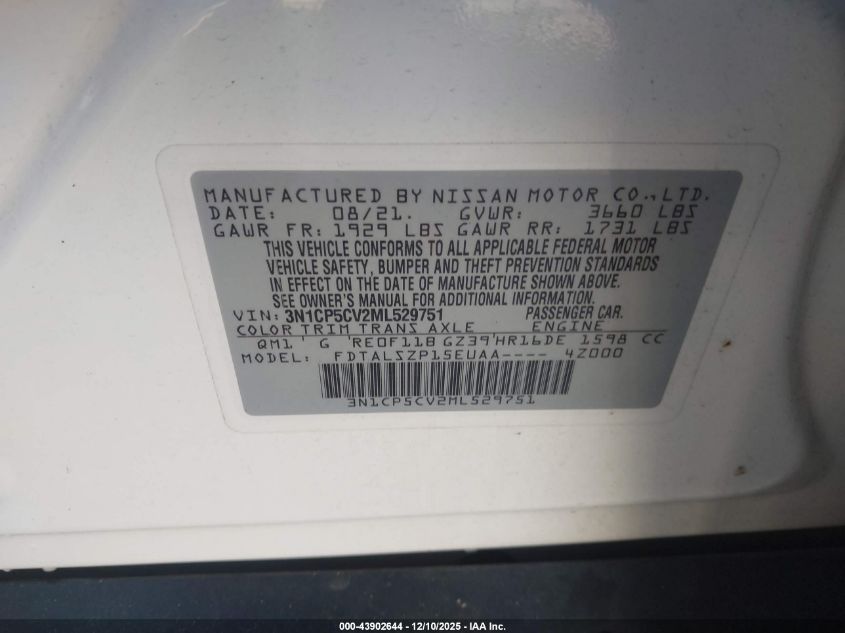 MANUFACTURED BY NISSAN MOTOR CO.,LTD.
DATE: 08/21. GVWR: 3660 LBS
GAWR FR: 1929 LBS GAWR RR: 1731 LBS
THIS VEHICLE CONFORMS TO ALL APPLICABLE FEDERAL MOTOR
VEHICLE SAFETY, BUMPER AND THEFT PREVENTION STANDARDS
IN EFFECT ON THE DATE OF MANUFACTURE SHOWN ABOVE.
SEE OWNER'S MANUAL FOR ADDITIONAL INFORMATION.
VIN: 3N1CP5CV2ML529751 PASSENGER CAR.
COLOR TRIM TRANS AXLE ENGINE
QM1 ' G 'RE0F11B GZ39'HR16DE 1598 CC
MODEL: FDTALSZP15EUAA---- 4Z000
3N1CP5CV2ML529751
000-43902644 - 12/10/2025 - IAA Inc.